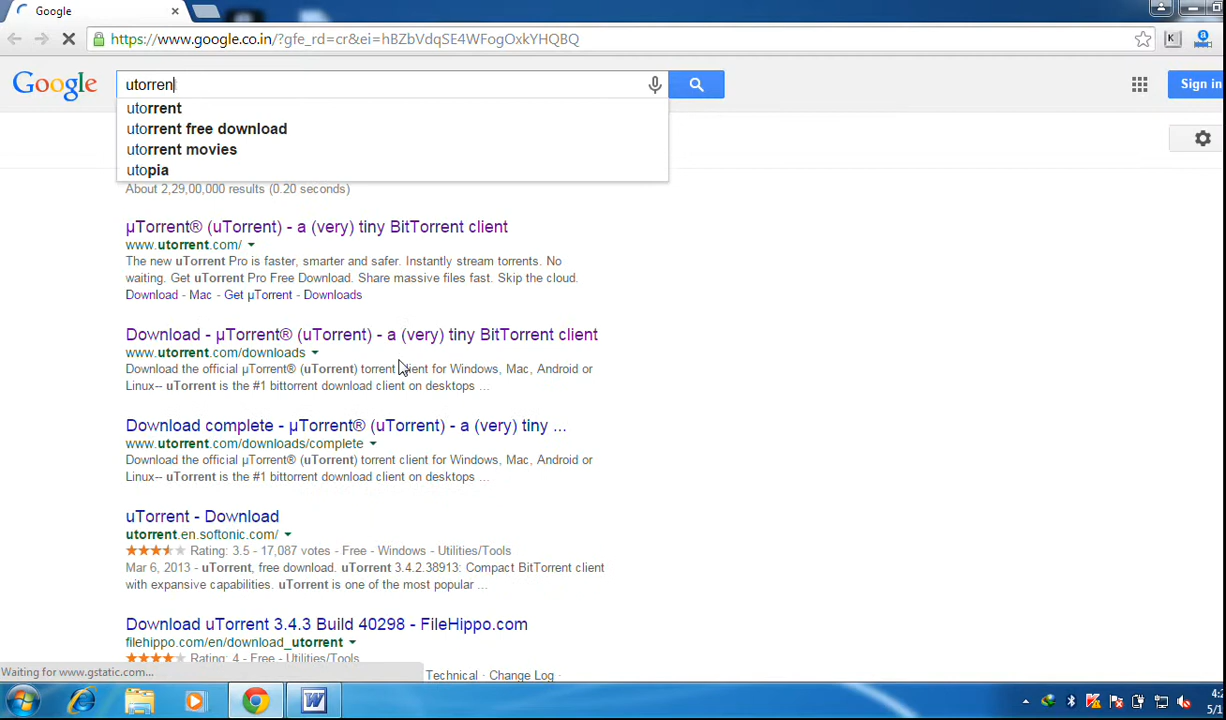 Google
https://www.google.co.in/?gfe_rd=cr&ei=hBZbVdqSE4WFogOxkYHQBQ
Google utorren Sign in
utorrent
utorrent free download
utorrent movies
utopia
About 2,29,00,000 results (0.20 seconds)
µTorrent® (uTorrent) - a (very) tiny BitTorrent client
www.utorrent.com/
The new uTorrent Pro is faster, smarter and safer. Instantly stream torrents. No
waiting. Get uTorrent Pro Free Download. Share massive files fast. Skip the cloud.
Download - Mac - Get µTorrent - Downloads
Download - µTorrent® (uTorrent) - a (very) tiny BitTorrent client
www.utorrent.com/downloads
Download the official µTorrent® (uTorrent) torrent client for Windows, Mac, Android or
Linux-- uTorrent is the #1 bittorrent download client on desktops ...
Download complete - µTorrent® (uTorrent) - a (very) tiny ...
www.utorrent.com/downloads/complete
Download the official µTorrent® (uTorrent) torrent client for Windows, Mac, Android or
Linux-- uTorrent is the #1 bittorrent download client on desktops ...
uTorrent - Download
utorrent.en.softonic.com/
Rating: 3.5 - 17,087 votes - Free - Windows - Utilities/Tools
Mar 6, 2013 - uTorrent, free download. uTorrent 3.4.2.38913: Compact BitTorrent client
with expansive capabilities. uTorrent is one of the most popular ...
Download uTorrent 3.4.3 Build 40298 - FileHippo.com
filehippo.com/en/download_utorrent
Rating: 4 - Free - Utilities/Tools
Waiting for www.gstatic.com... Technical - Change Log -
4:2
5/1